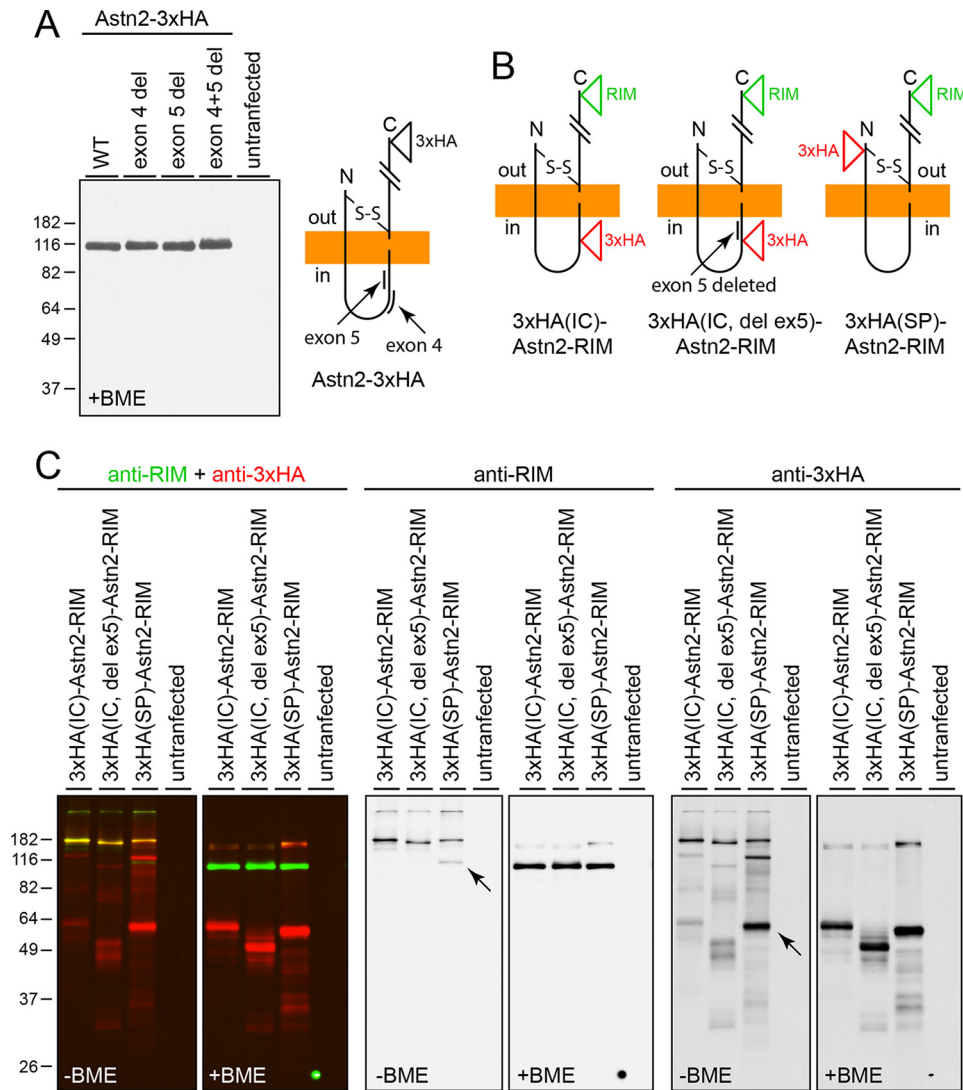 A
Astn2-3xHA
WT
exon 4 del
exon 5 del
exon 4+5 del
untranfected
182
116
82
64
49
37
+BME
C
3xHA
N
S-S
out
in
exon 5
exon 4
Astn2-3xHA
B
C
RIM
N
S-S
out
in
3xHA
3xHA(IC)-
Astn2-RIM
C
RIM
N
S-S
out
in
3xHA
exon 5 deleted
3xHA(IC, del ex5)-
Astn2-RIM
C
RIM
3xHA
N
S-S
out
in
3xHA(SP)-
Astn2-RIM
C
anti-RIM + anti-3xHA
3xHA(IC)-Astn2-RIM
3xHA(IC, del ex5)-Astn2-RIM
3xHA(SP)-Astn2-RIM
untranfected
3xHA(IC)-Astn2-RIM
3xHA(IC, del ex5)-Astn2-RIM
3xHA(SP)-Astn2-RIM
untranfected
182
116
82
64
49
37
26
-BME
+BME
anti-RIM
3xHA(IC)-Astn2-RIM
3xHA(IC, del ex5)-Astn2-RIM
3xHA(SP)-Astn2-RIM
untranfected
3xHA(IC)-Astn2-RIM
3xHA(IC, del ex5)-Astn2-RIM
3xHA(SP)-Astn2-RIM
untranfected
-BME
+BME
anti-3xHA
3xHA(IC)-Astn2-RIM
3xHA(IC, del ex5)-Astn2-RIM
3xHA(SP)-Astn2-RIM
untranfected
3xHA(IC)-Astn2-RIM
3xHA(IC, del ex5)-Astn2-RIM
3xHA(SP)-Astn2-RIM
untranfected
-BME
+BME